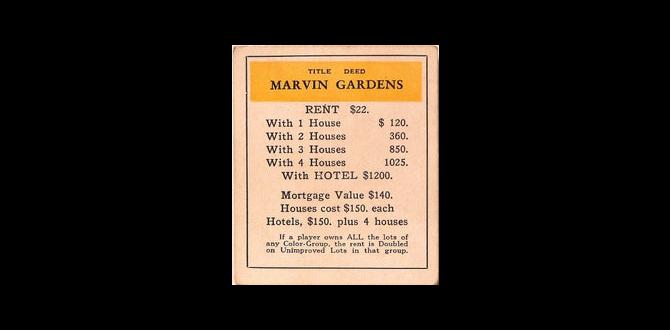 TITLE DEED
MARVIN GARDENS
RENT $22.
With 1 House $ 120.
With 2 Houses 360.
With 3 Houses 850.
With 4 Houses 1025.
With HOTEL $1200.
Mortgage Value $140.
Houses cost $150. each
Hotels, $150. plus 4 houses
If a player owns ALL the lots of
any Color-Group, the rent is Doubled
on Unimproved Lots in that group.